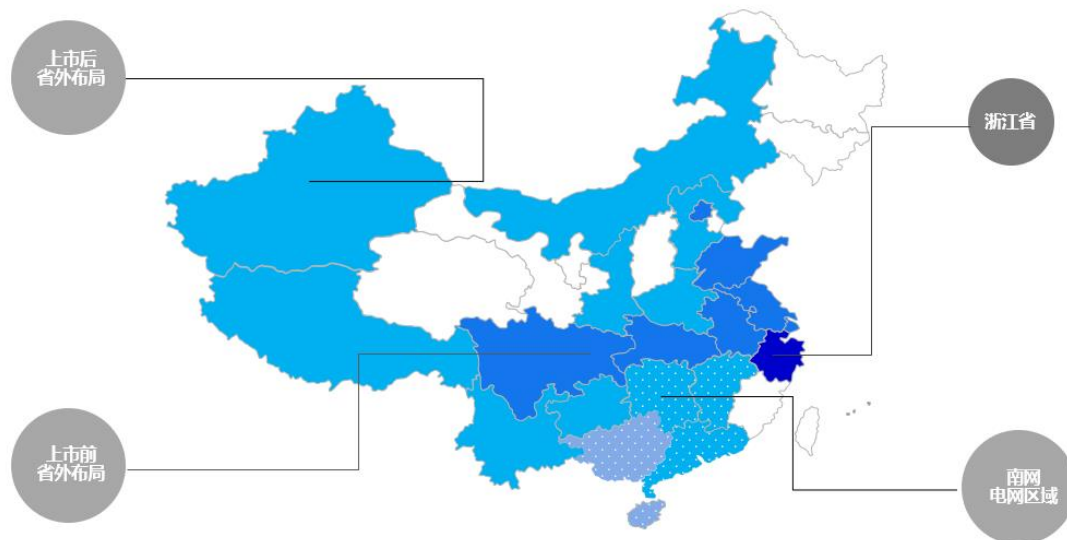 上市后
省外布局
浙江省
上市前
省外布局
南网
电网区域